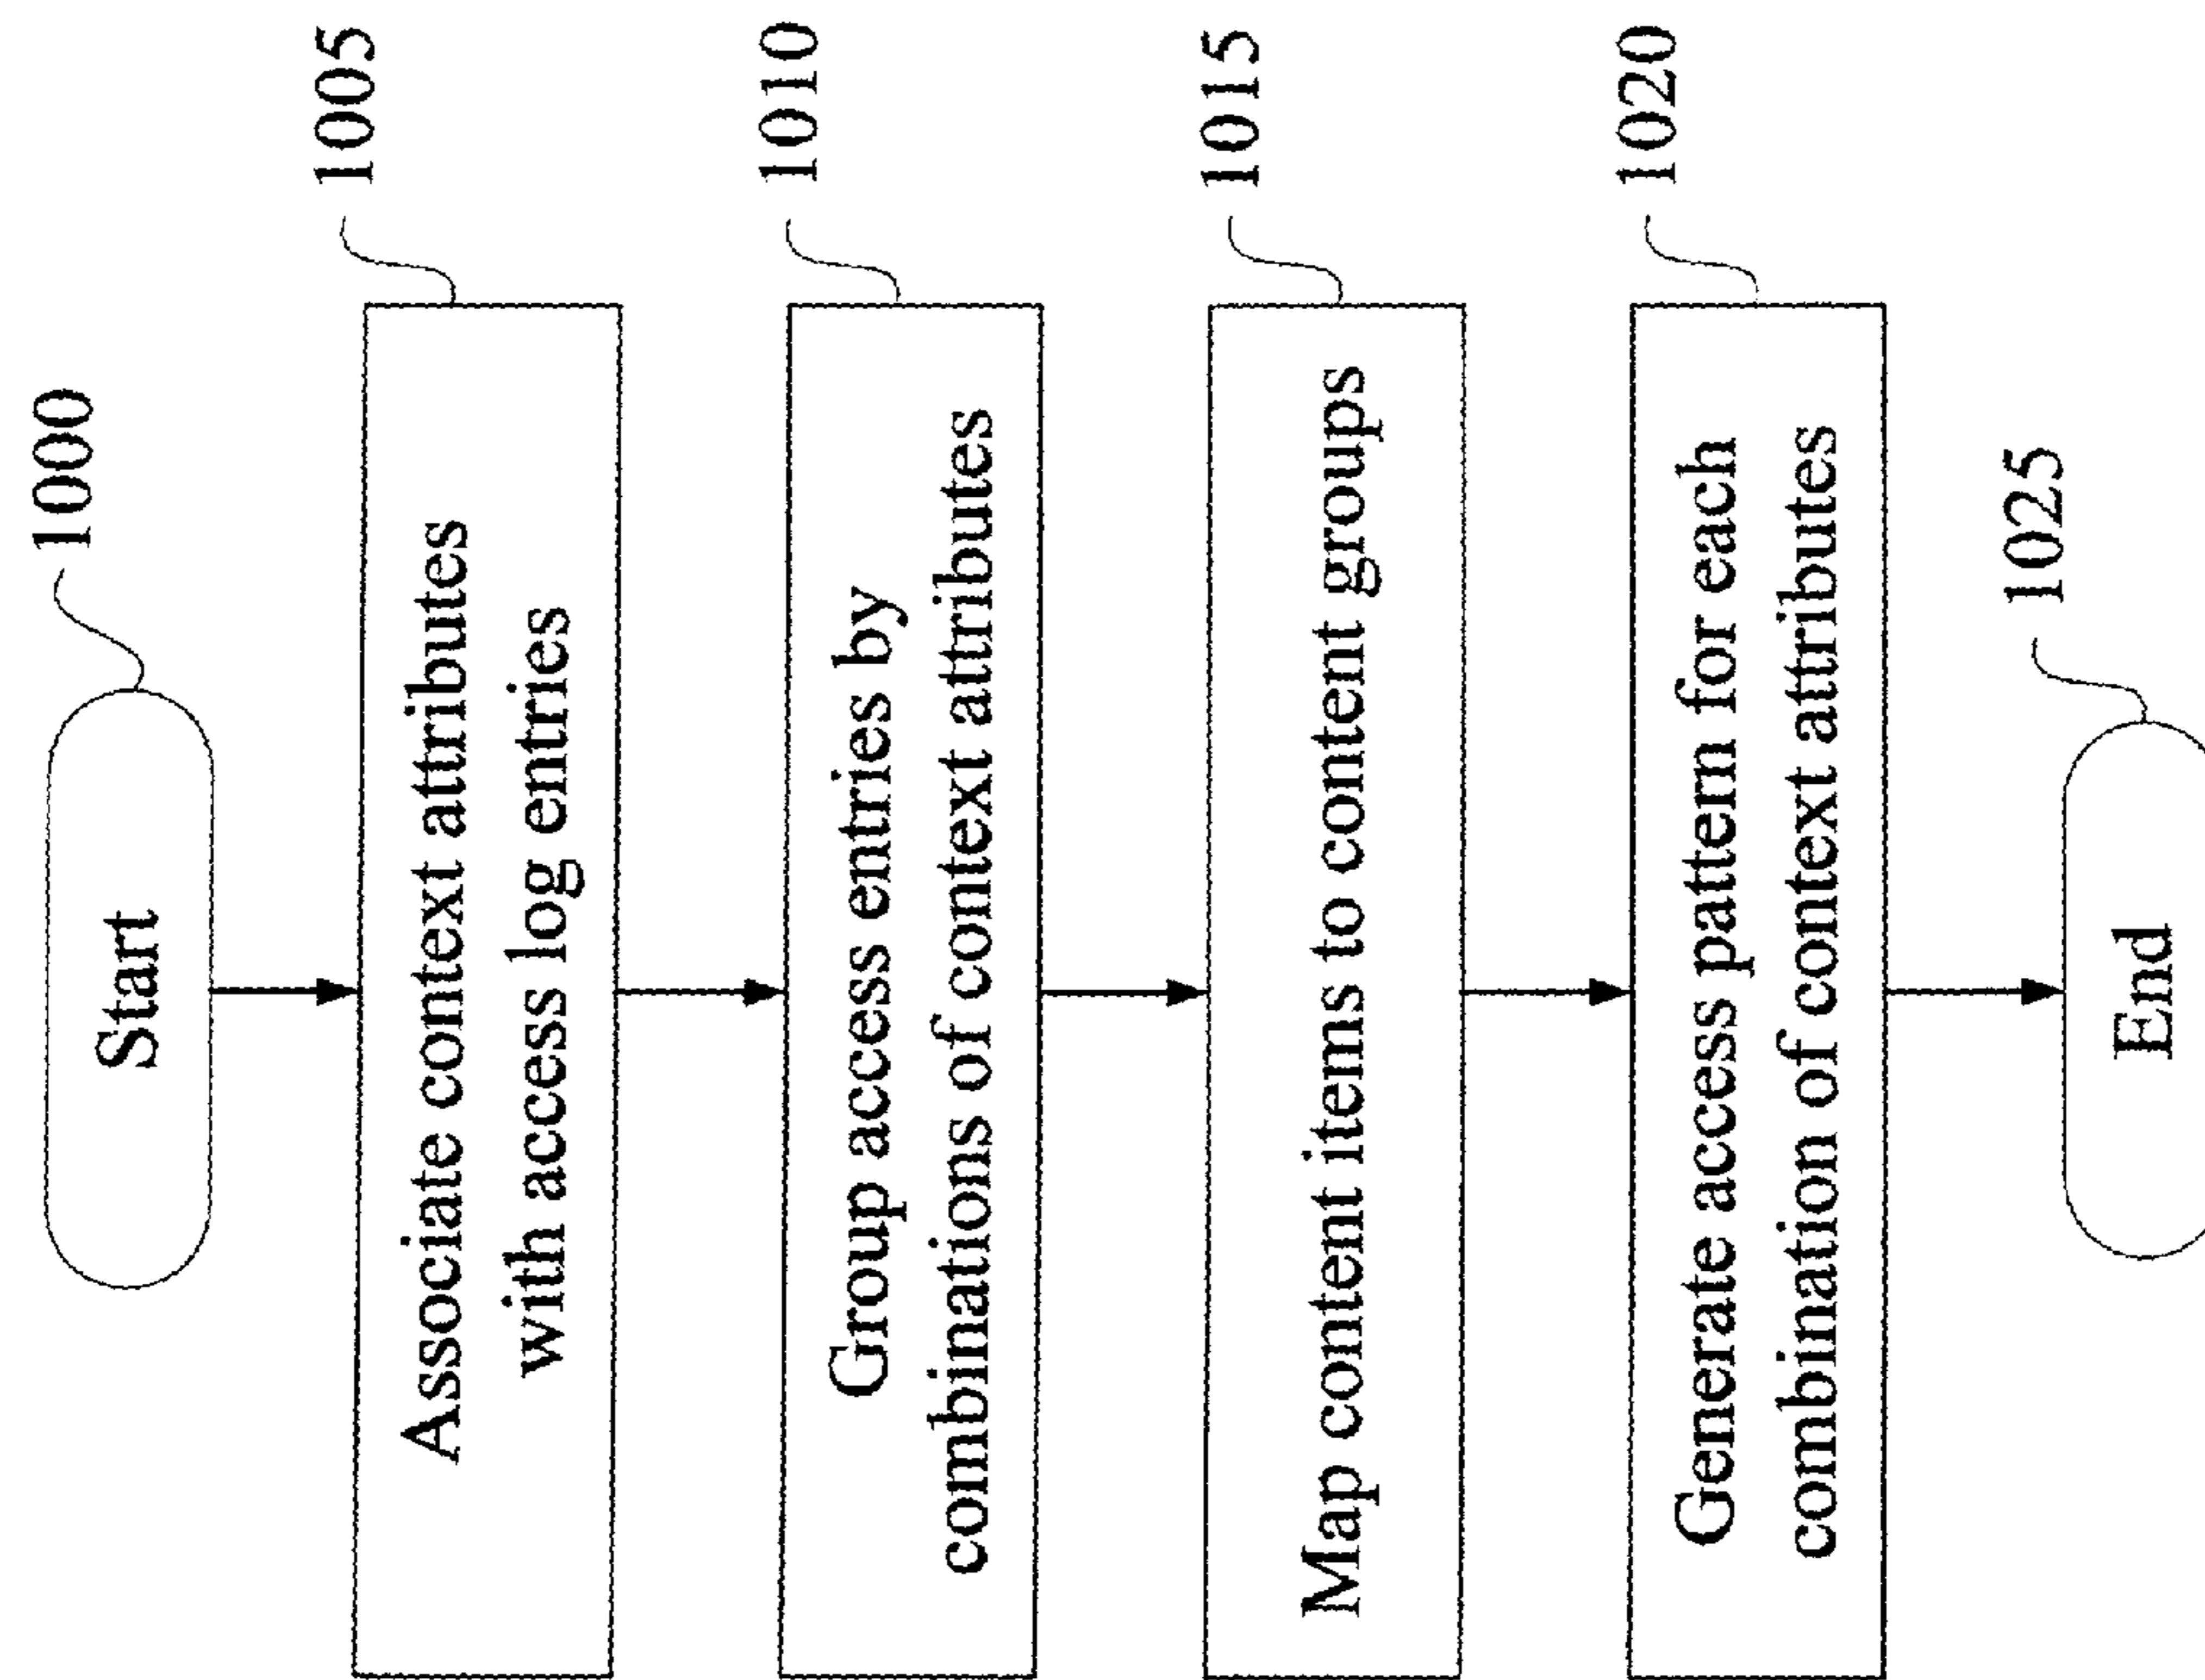 1000
Start
1005
Associate context attributes
with access log entries
1010
Group access entries by
combinations of context attributes
1015
Map content items to content groups
1020
Generate access pattern for each
combination of context attributes
1025
End